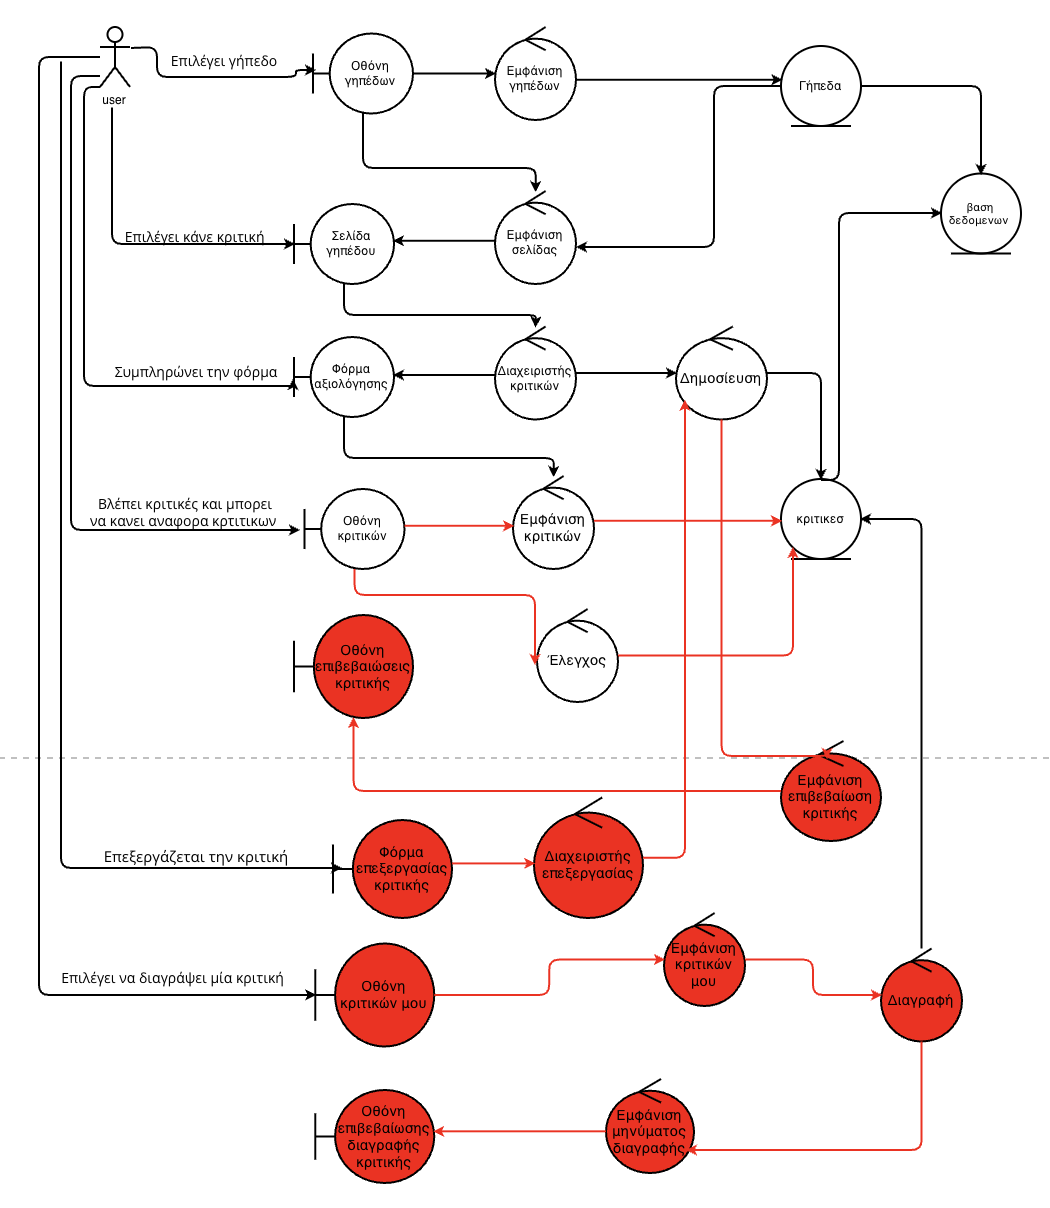 Επιλέγει γήπεδο
user
Οθόνη
γηπέδων
Εμφάνιση
γηπέδων
Γήπεδα
βαση
δεδομενων
Επιλέγει κάνε κριτική
Σελίδα
γηπέδου
Εμφάνιση
σελίδας
Συμπληρώνει την φόρμα
Φόρμα
αξιολόγησης
Διαχειριστής
κριτικών
Δημοσίευση
Βλέπει κριτικές και μπορει
να κανει αναφορα κρτιτικων
Οθόνη
κριτικών
Εμφάνιση
κριτικών
κριτικεσ
Έλεγχος
Οθόνη
επιβεβαιώσεις
κριτικής
Εμφάνιση
επιβεβαίωση
κριτικής
Επεξεργάζεται την κριτική
Φόρμα
επεξεργασίας
κριτικής
Διαχειριστής
επεξεργασίας
Επιλέγει να διαγράψει μία κριτική
Οθόνη
κριτικών μου
Εμφάνιση
κριτικών
μου
Διαγραφή
Οθόνη
επιβεβαίωσης
διαγραφής
κριτικής
Εμφάνιση
μηνύματος
διαγραφής